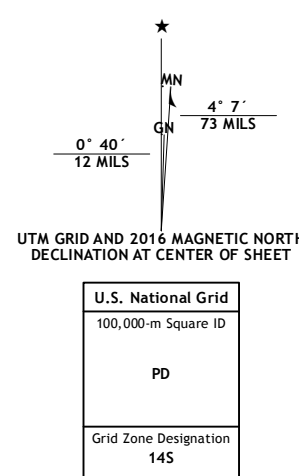 ★
MN
4° 7´
GN
73 MILS
0° 40´
12 MILS
UTM GRID AND 2016 MAGNETIC NORTH
DECLINATION AT CENTER OF SHEET
U.S. National Grid
100,000-m Square ID
PD
Grid Zone Designation
14S